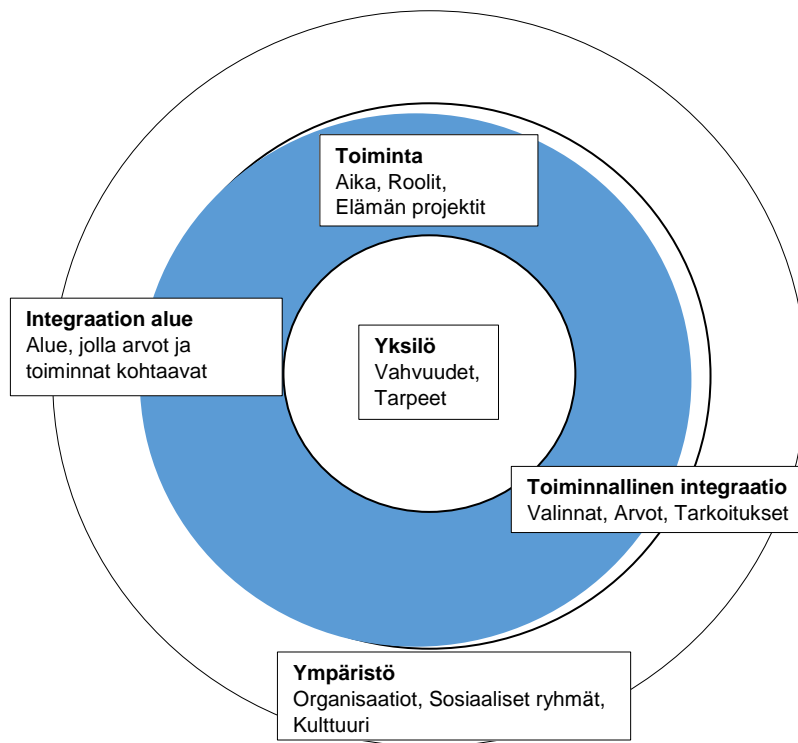 Toiminta
Aika, Roolit,
Elämän projektit
Integraation alue
Alue, jolla arvot ja
toiminnat kohtaavat
Yksilö
Vahvuudet,
Tarpeet
Toiminnallinen integraatio
Valinnat, Arvot, Tarkoitukset
Ympäristö
Organisaatiot, Sosiaaliset ryhmät,
Kulttuuri